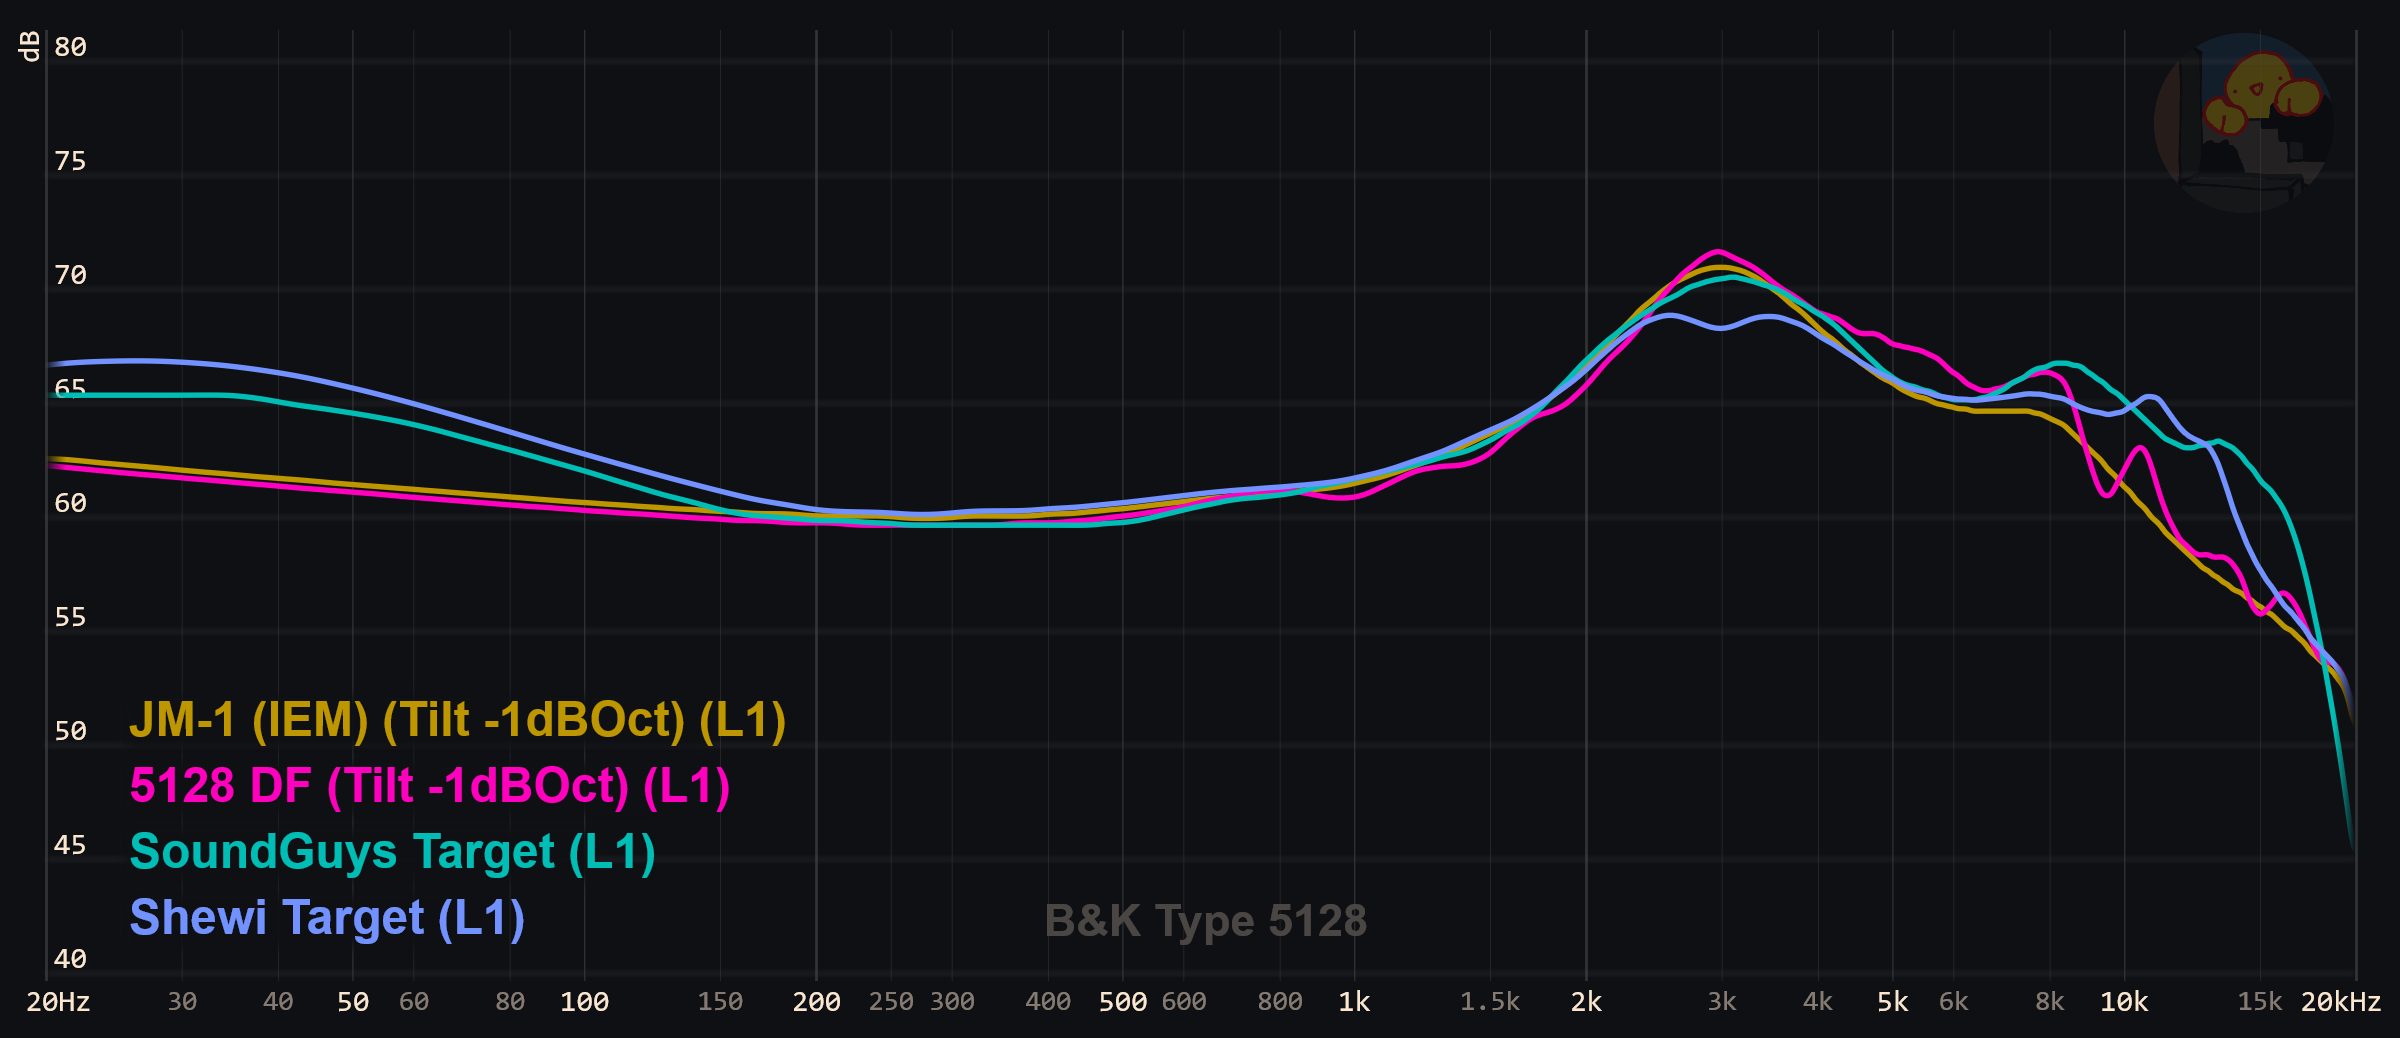 dB
80
75
70
65
60
55
50
45
40
JM-1 (IEM) (Tilt -1dBOct) (L1)
5128 DF (Tilt -1dBOct) (L1)
SoundGuys Target (L1)
Shewi Target (L1)
B&K Type 5128
20Hz 30 40 50 60 80 100 150 200 250 300 400 500 600 800 1k 1.5k 2k 3k 4k 5k 6k 8k 10k 15k 20kHz